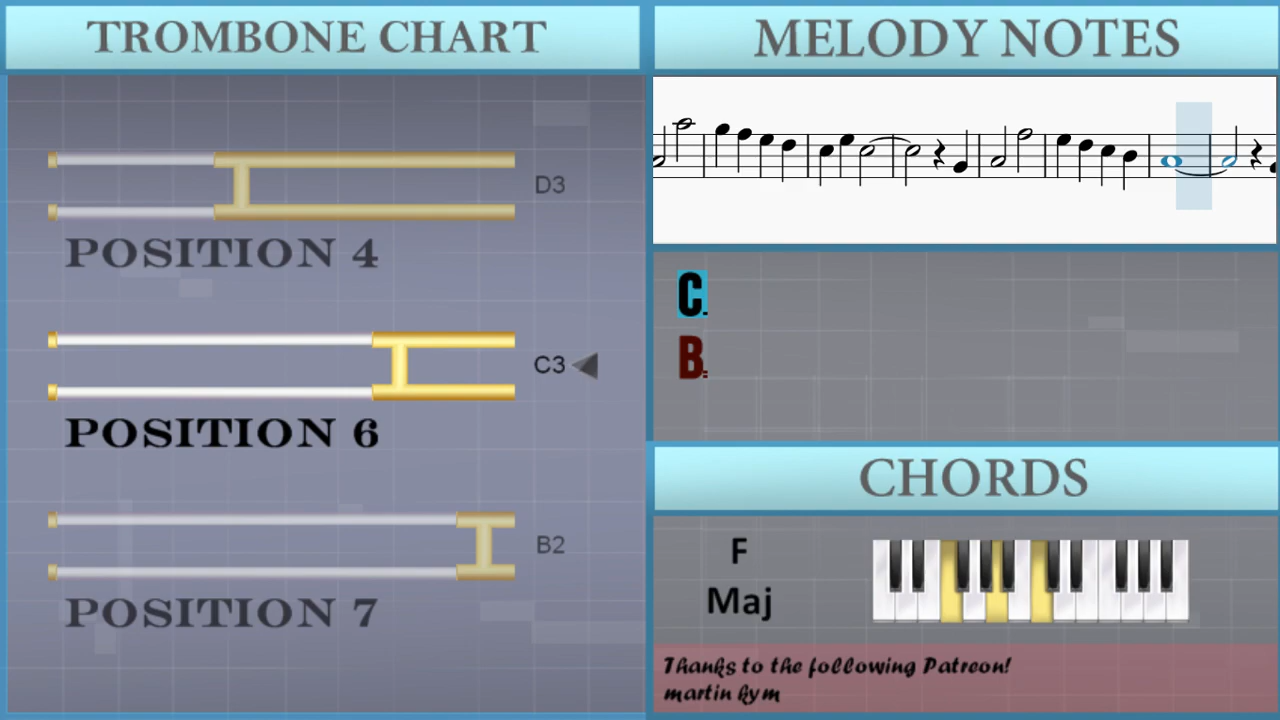 TROMBONE CHART
D3
POSITION 4
C3
POSITION 6
B2
POSITION 7
MELODY NOTES
C.
B.
CHORDS
F
Maj
Thanks to the following Patreon!
martin kym